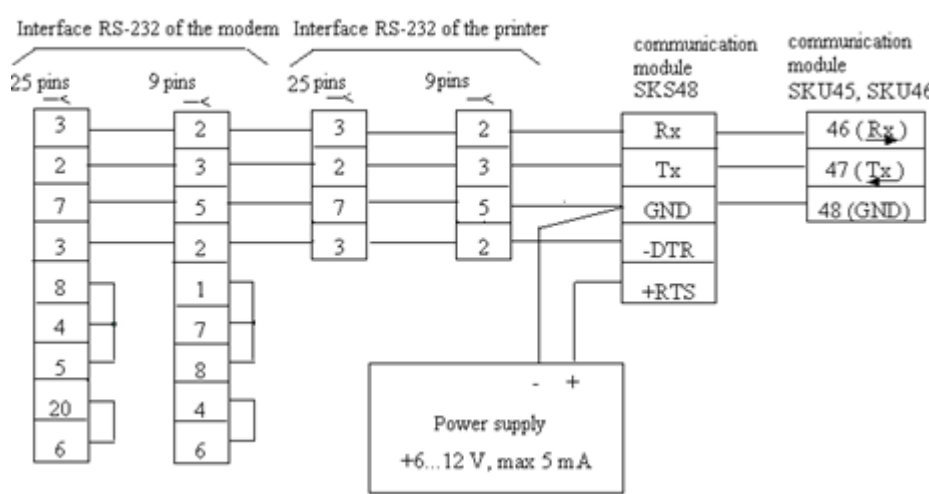 Interface RS-232 of the modem Interface RS-232 of the printer
communication
module
SKS48
communication
module
SKU45, SKU46
25 pins 9 pins 25 pins 9pins
3 2 3 2 Rx 46 (Rx)
2 3 2 3 Tx 47 (Tx)
7 5 7 5 GND 48 (GND)
3 2 3 2 -DTR
8 1 +RTS
4 7
5 8
20 4
6 6
- +
Power supply
+6...12 V, max 5 mA